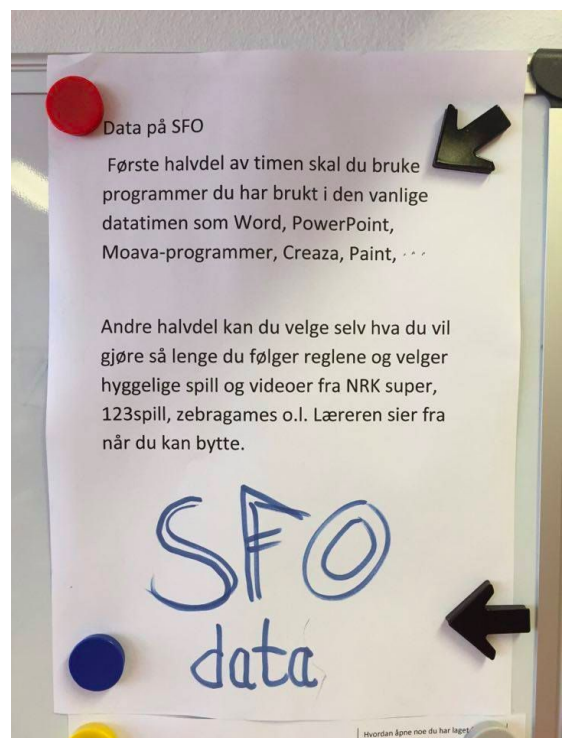 Data på SFO
Første halvdel av timen skal du bruke
programmer du har brukt i den vanlige
datatimen som Word, PowerPoint,
Moava-programmer, Creaza, Paint, ...
Andre halvdel kan du velge selv hva du vil
gjøre så lenge du følger reglene og velger
hyggelige spill og videoer fra NRK super,
123spill, zebragames o.l. Læreren sier fra
når du kan bytte.
SFO
data
Hvordan åpne noe du har laget